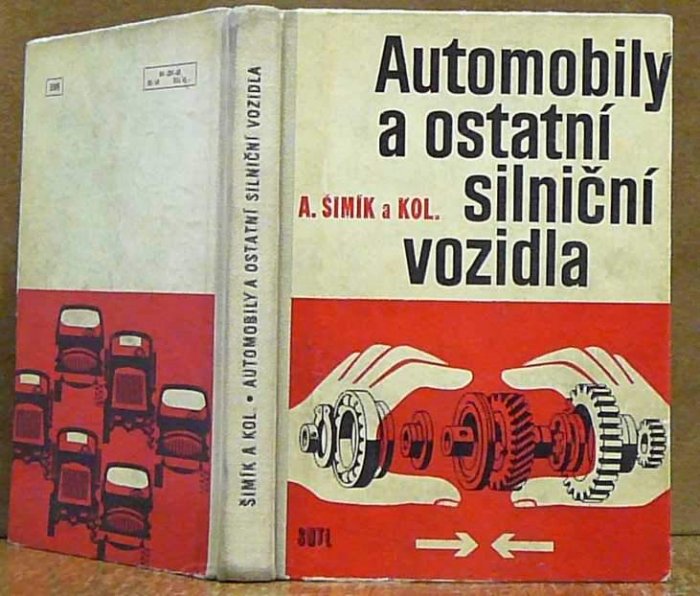 Automobily
a ostatní
silniční
vozidla
A. ŠIMÍK a KOL.
SNTL
ŠIMÍK A KOL • AUTOMOBILY A OSTATNÍ SILNIČNÍ VOZIDLA